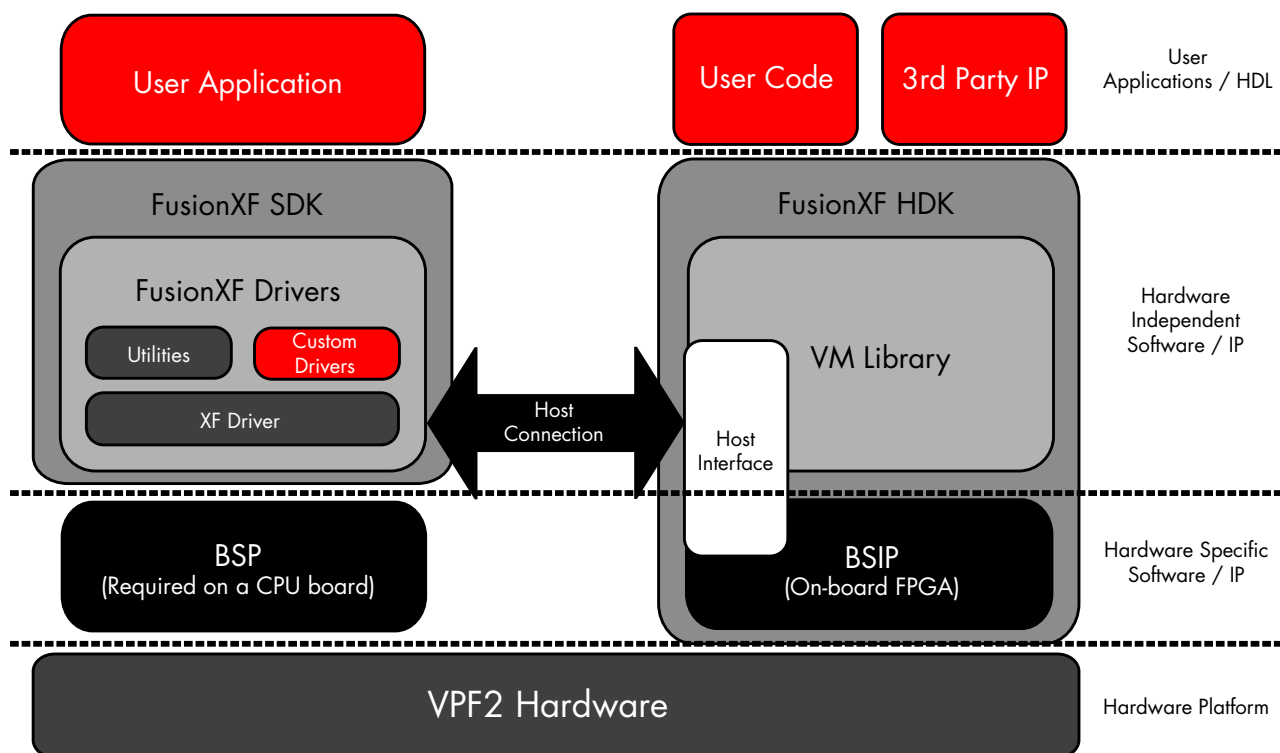 User Application
User Code
3rd Party IP
User
Applications / HDL
FusionXF SDK
FusionXF Drivers
Utilities
Custom
Drivers
XF Driver
Host
Connection
FusionXF HDK
VM Library
Host
Interface
Hardware
Independent
Software / IP
BSP
(Required on a CPU board)
BSIP
(On-board FPGA)
Hardware Specific
Software / IP
VPF2 Hardware
Hardware Platform